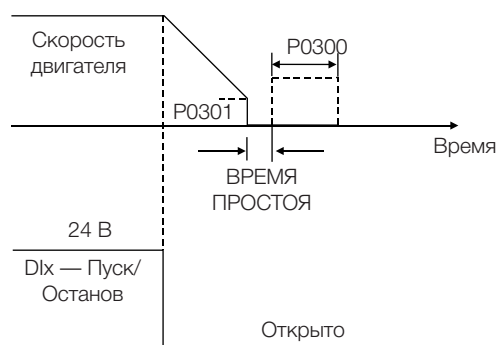 Скорость
двигателя
P0300
P0301
Время
ВРЕМЯ
ПРОСТОЯ
24 В
DIx — Пуск/
Останов
Открыто